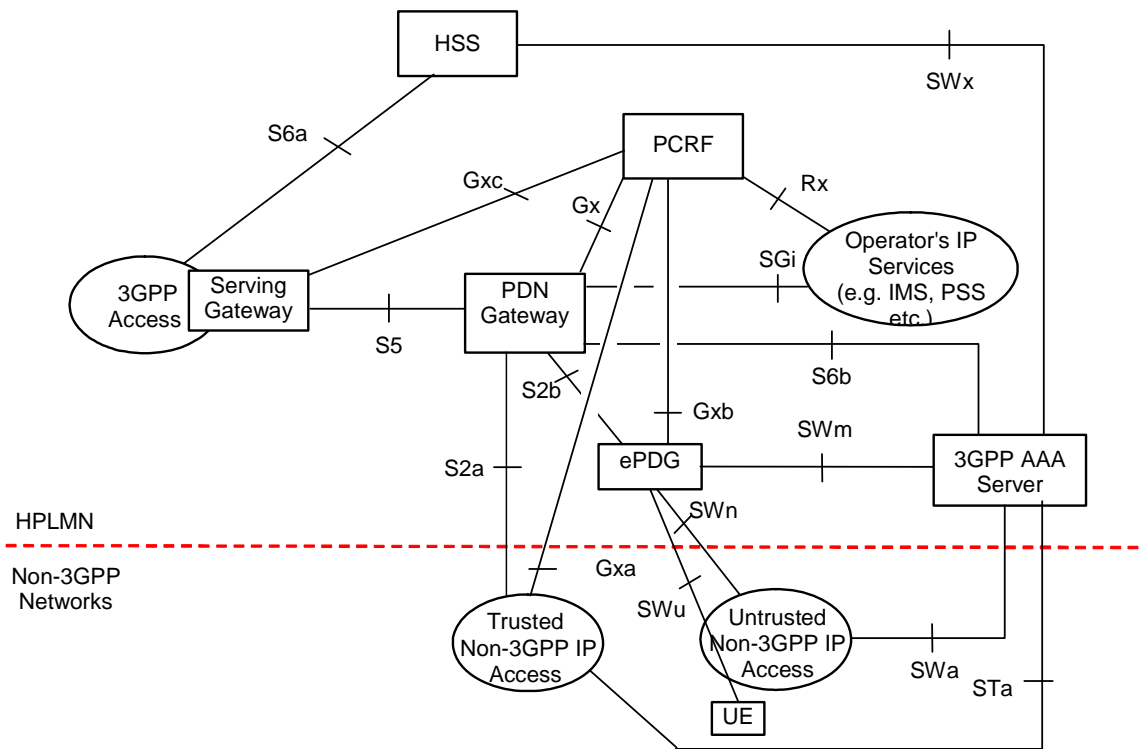 HSS
SWx
S6a
PCRF
Gxc
Gx
Rx
Operator's IP
Services
(e.g. IMS, PSS
etc.)
SGi
3GPP
Access
Serving
Gateway
PDN
Gateway
S5
S2b
S6b
Gxb
SWm
S2a
ePDG
3GPP AAA
Server
SWn
HPLMN
Non-3GPP
Networks
Gxa
SWu
Trusted
Non-3GPP IP
Access
Untrusted
Non-3GPP IP
Access
SWa
STa
UE